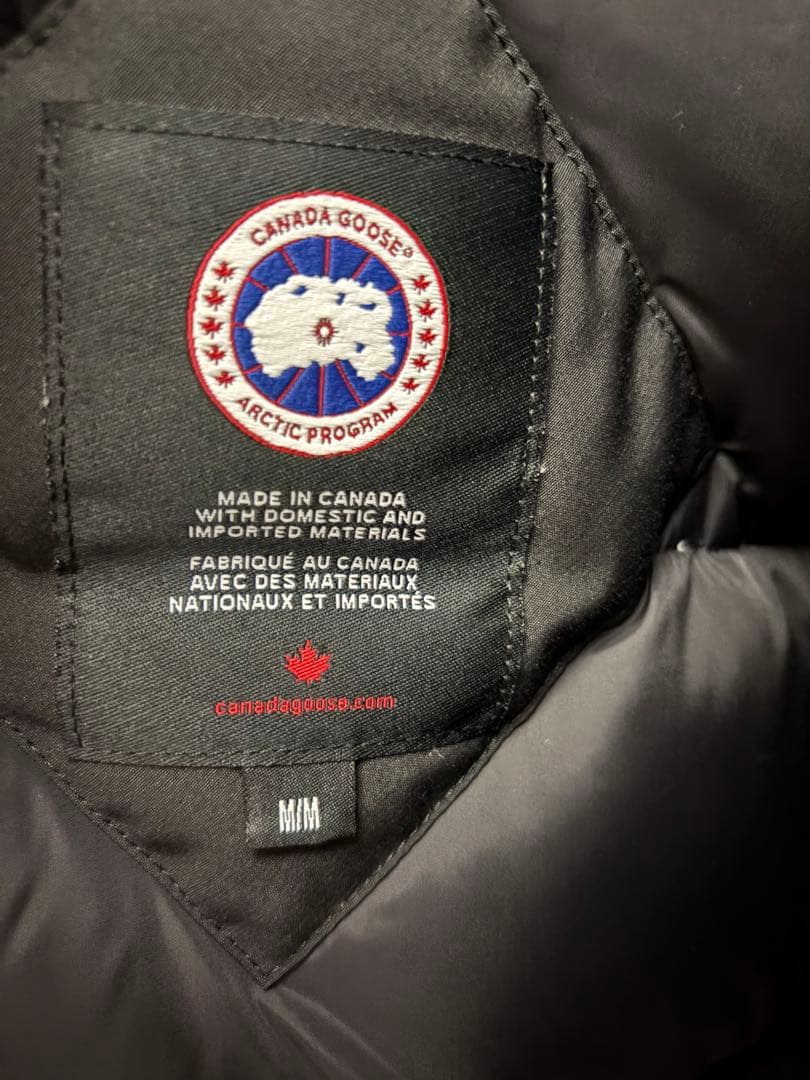 CANADA GOOSE®
ARCTIC PROGRAM
MADE IN CANADA
WITH DOMESTIC AND
IMPORTED MATERIALS
FABRIQUÉ AU CANADA
AVEC DES MATERIAUX
NATIONAUX ET IMPORTÉS
canadagoose.com
M/M